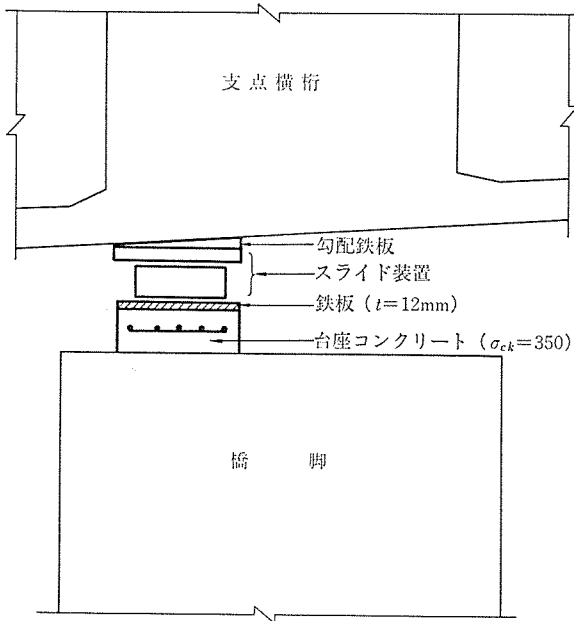 支点横桁
勾配鉄板
スライド装置
鉄板（t＝12mm）
台座コンクリート（σck＝350）
橋脚